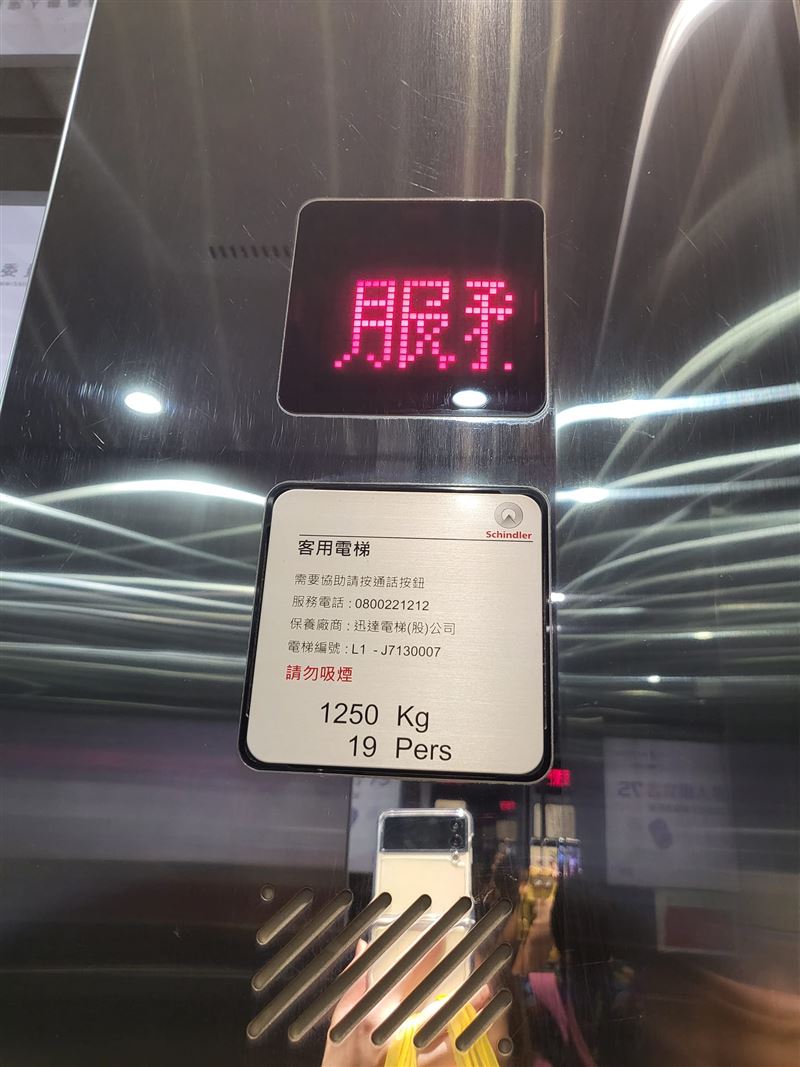 服
Schindler
客用電梯
需要協助請按通話按鈕
服務電話 : 0800221212
保養廠商 : 迅達電梯(股)公司
電梯編號 : L1 - J7130007
請勿吸煙
1250 Kg
19 Pers